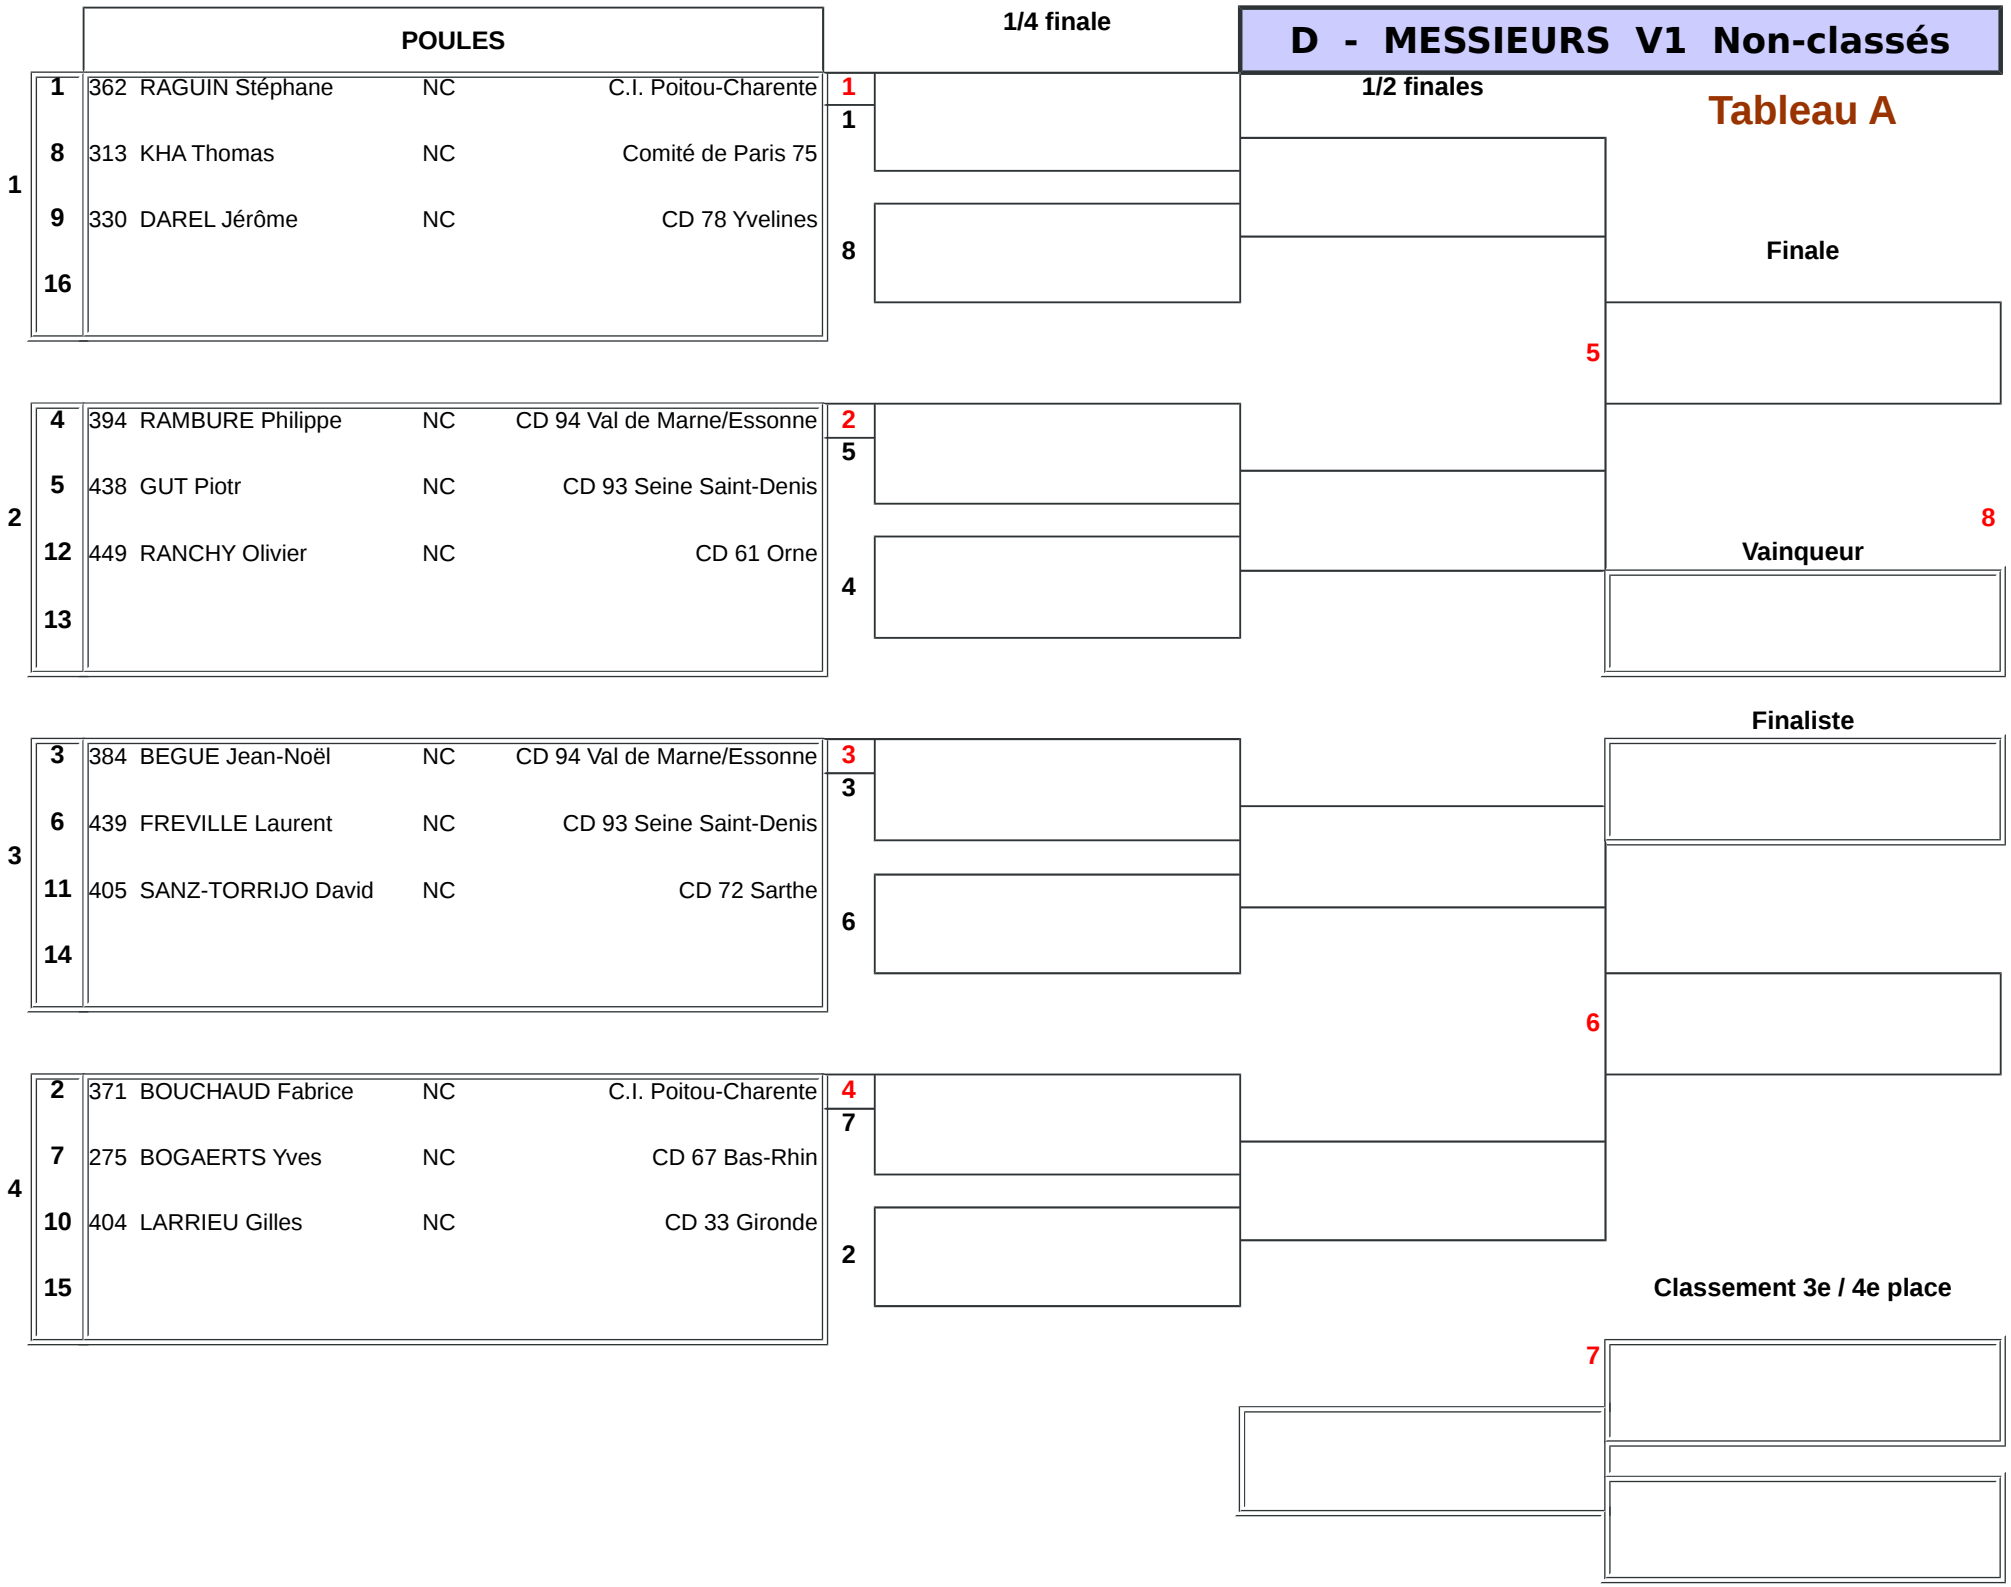 POULES
1/4 finale
D - MESSIEURS V1 Non-classés
1/2 finales
Tableau A
1
1 362 RAGUIN Stéphane NC C.I. Poitou-Charente 1
1
8 313 KHA Thomas NC Comité de Paris 75
9 330 DAREL Jérôme NC CD 78 Yvelines
8
16
Finale
5
2
4 394 RAMBURE Philippe NC CD 94 Val de Marne/Essonne 2
5
5 438 GUT Piotr NC CD 93 Seine Saint-Denis
12 449 RANCHY Olivier NC CD 61 Orne
4
13
8
Vainqueur
Finaliste
3
3 384 BEGUE Jean-Noël NC CD 94 Val de Marne/Essonne 3
3
6 439 FREVILLE Laurent NC CD 93 Seine Saint-Denis
11 405 SANZ-TORRIJO David NC CD 72 Sarthe
6
14
6
4
2 371 BOUCHAUD Fabrice NC C.I. Poitou-Charente 4
7
7 275 BOGAERTS Yves NC CD 67 Bas-Rhin
10 404 LARRIEU Gilles NC CD 33 Gironde
2
15
Classement 3e / 4e place
7